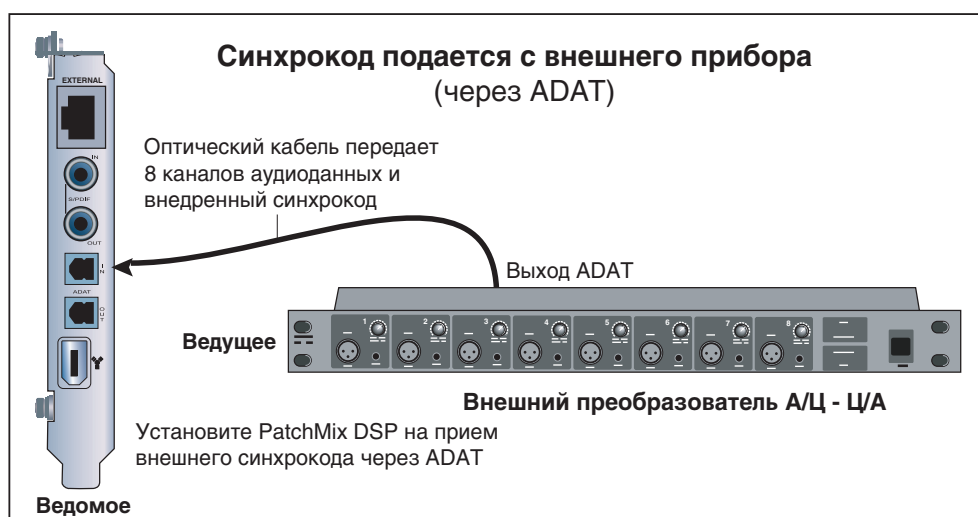 Синхрокод подается с внешнего прибора
(через ADAT)
EXTERNAL
IN
S/PDIF
OUT
IN
ADAT
OUT
Оптический кабель передает
8 каналов аудиоданных и
внедренный синхрокод
Выход ADAT
Ведущее
1 2 3 4 5 6 7 8
Внешний преобразователь А/Ц - Ц/А
Установите PatchMix DSP на прием
внешнего синхрокода через ADAT
Ведомое